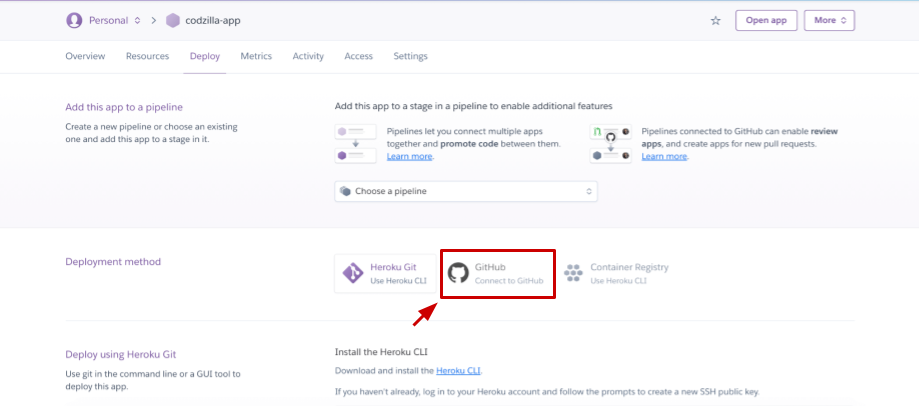 Personal
codzilla-app
Open app
More
Overview
Resources
Deploy
Metrics
Activity
Access
Settings
Add this app to a pipeline
Create a new pipeline or choose an existing
one and add this app to a stage in it.
Add this app to a stage in a pipeline to enable additional features
Pipelines let you connect multiple apps
together and promote code between them.
Learn more.
Pipelines connected to GitHub can enable review
apps, and create apps for new pull requests.
Learn more.
Choose a pipeline
Deployment method
Heroku Git
Use Heroku CLI
GitHub
Connect to GitHub
Container Registry
Use Heroku CLI
Deploy using Heroku Git
Use git in the command line or a GUI tool to
deploy this app.
Install the Heroku CLI
Download and install the Heroku CLI.
If you haven't already, log in to your Heroku account and follow the prompts to create a new SSH public key.